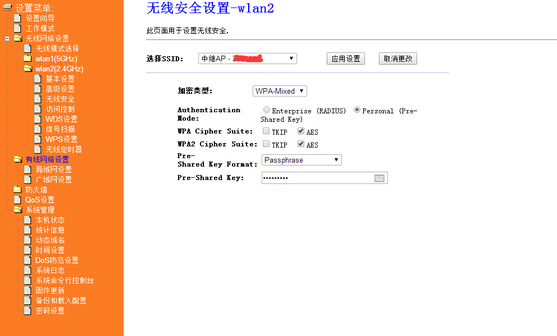 设置菜单:
设置向导
工作模式
无线网络设置
无线模式选择
wlan1(5GHz)
wlan2(2.4GHz)
基本设置
高级设置
无线安全
访问控制
WDS设置
信号扫描
WPS设置
无线定时器
有线网络设置
局域网设置
广域网设置
防火墙
QoS设置
系统管理
本机状态
统计信息
动态域名
时间设置
DoS防范设置
系统日志
系统命令行控制台
固件更新
备份和载入配置
密码设置
无线安全设置-wlan2
此页面用于设置无线安全.
选择SSID: 中继AP - 应用设置 取消更改
加密类型: WPA-Mixed
Authentication Mode: Enterprise (RADIUS) Personal (Pre-
Shared Key)
WPA Cipher Suite: TKIP AES
WPA2 Cipher Suite: TKIP AES
Pre-
Shared Key Format: Passphrase
Pre-Shared Key: •••••••••